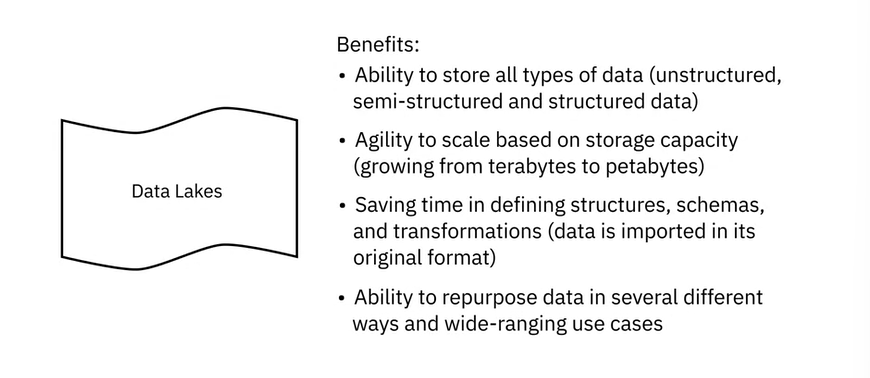 Data Lakes
Benefits:
• Ability to store all types of data (unstructured,
semi-structured and structured data)
• Agility to scale based on storage capacity
(growing from terabytes to petabytes)
• Saving time in defining structures, schemas,
and transformations (data is imported in its
original format)
• Ability to repurpose data in several different
ways and wide-ranging use cases